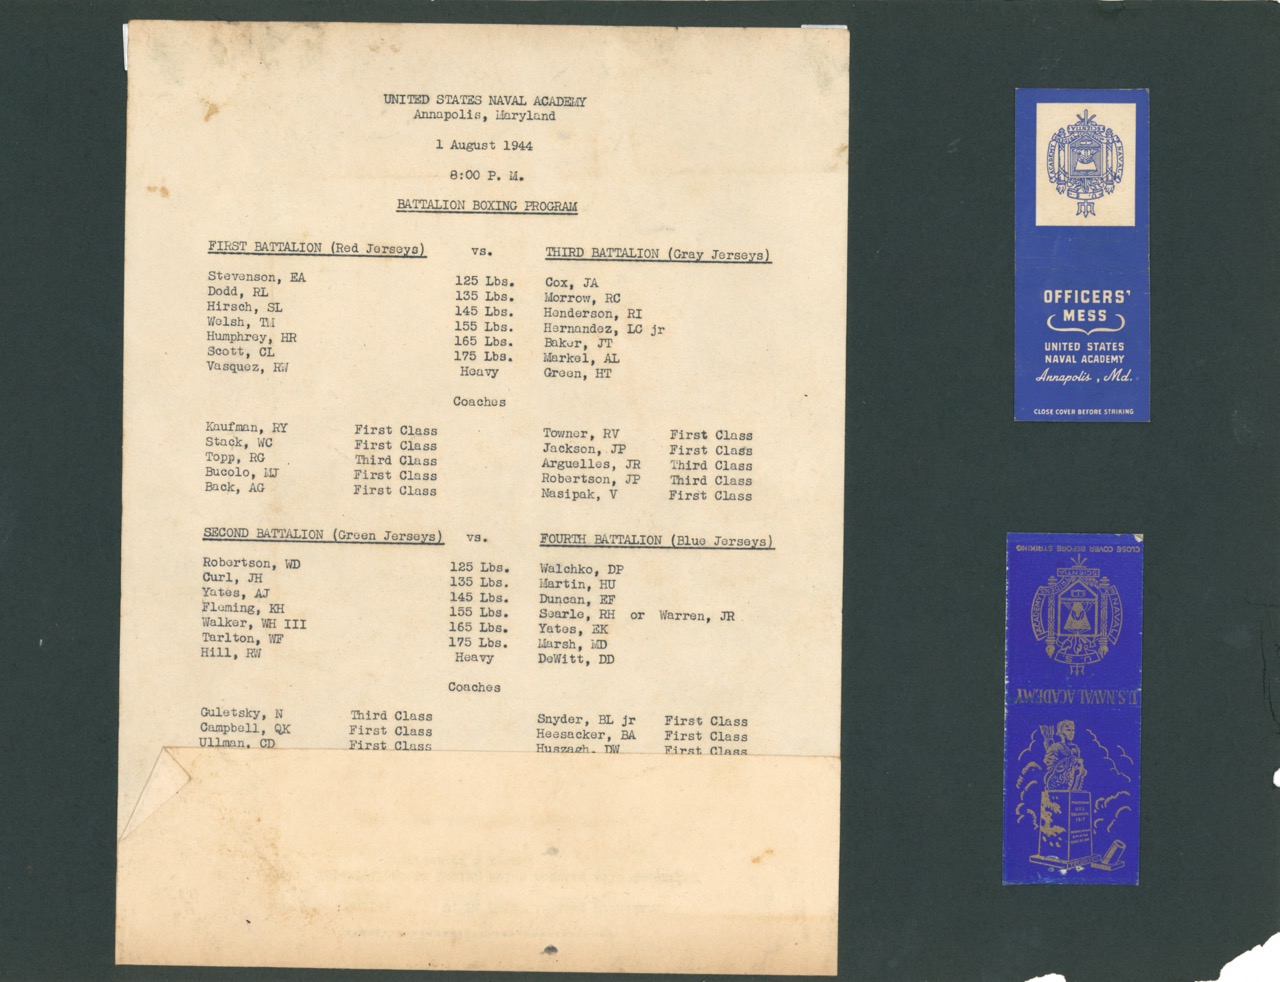 UNITED STATES NAVAL ACADEMY
Annapolis, Maryland
1 August 1944
8:00 P. M.
BATTALION BOXING PROGRAM
FIRST BATTALION (Red Jerseys) vs. THIRD BATTALION (Gray Jerseys)
Stevenson, EA 125 Lbs. Cox, JA
Dodd, RL 135 Lbs. Morrow, RC
Hirsch, SL 145 Lbs. Henderson, RI
Welsh, TM 155 Lbs. Hernandez, LC jr
Humphrey, HR 165 Lbs. Baker, JT
Scott, CL 175 Lbs. Markel, AL
Vasquez, RW Heavy Green, HT
Coaches
Kaufman, RY First Class Towner, RV First Class
Stack, WC First Class Jackson, JP First Class
Topp, RG Third Class Arguelles, JR Third Class
Bucolo, MJ First Class Robertson, JP Third Class
Back, AG First Class Nasipak, V First Class
SECOND BATTALION (Green Jerseys) vs. FOURTH BATTALION (Blue Jerseys)
Robertson, WD 125 Lbs. Walchko, DP
Curl, JH 135 Lbs. Martin, HU
Yates, AJ 145 Lbs. Duncan, EF
Fleming, KH 155 Lbs. Searle, RH or Warren, JR
Walker, WH III 165 Lbs. Yates, EK
Tarlton, WF 175 Lbs. Marsh, MD
Hill, RW Heavy DeWitt, DD
Coaches
Guletsky, N Third Class Snyder, BL jr First Class
Campbell, QK First Class Heesacker, BA First Class
Ullman, CD First Class Huszagh, DW First Class
SCIENTIA
ACADEMY NAVAL
OFFICERS'
MESS
UNITED STATES
NAVAL ACADEMY
Annapolis, Md.
CLOSE COVER BEFORE STRIKING
CLOSE COVER BEFORE STRIKING
SCIENTIA
ACADEMY NAVAL
U.S.
U.S. NAVAL ACADEMY